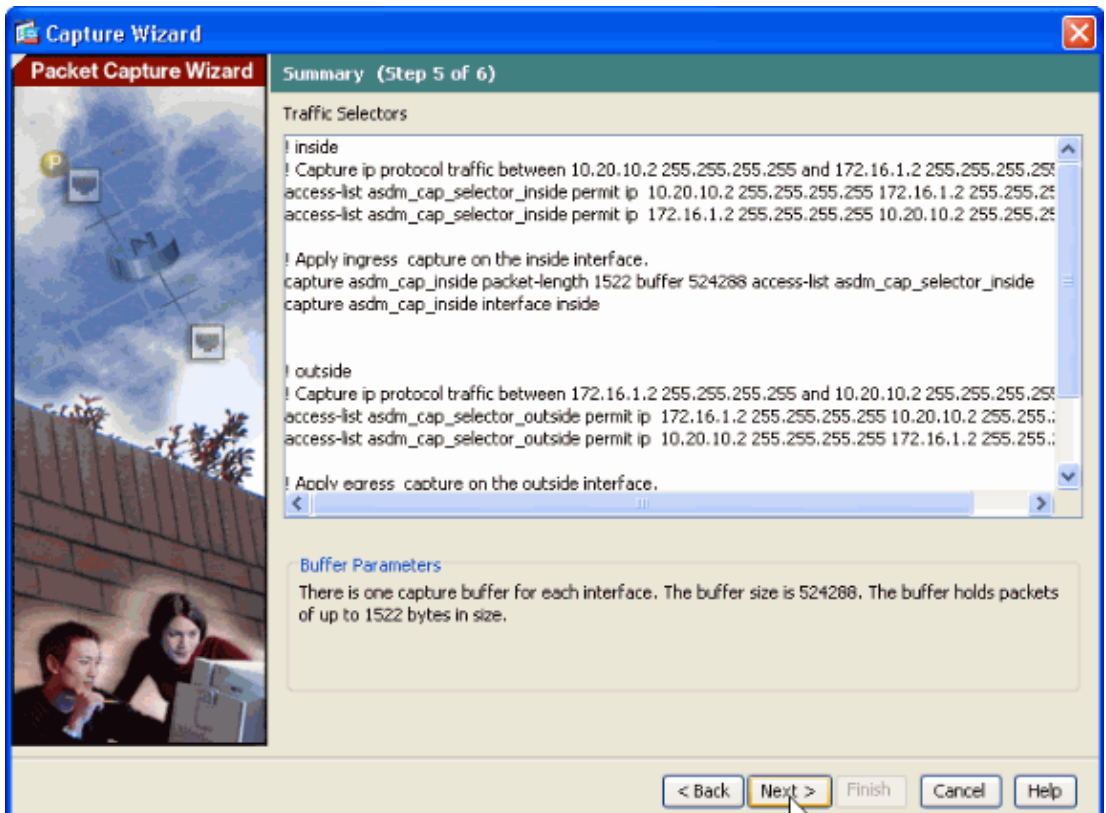 Capture Wizard
Packet Capture Wizard
Summary (Step 5 of 6)
Traffic Selectors
! inside
! Capture ip protocol traffic between 10.20.10.2 255.255.255.255 and 172.16.1.2 255.255.255.255
access-list asdm_cap_selector_inside permit ip 10.20.10.2 255.255.255.255 172.16.1.2 255.255.25
access-list asdm_cap_selector_inside permit ip 172.16.1.2 255.255.255.255 10.20.10.2 255.255.25
! Apply ingress capture on the inside interface.
capture asdm_cap_inside packet-length 1522 buffer 524288 access-list asdm_cap_selector_inside
capture asdm_cap_inside interface inside
! outside
! Capture ip protocol traffic between 172.16.1.2 255.255.255.255 and 10.20.10.2 255.255.255.255
access-list asdm_cap_selector_outside permit ip 172.16.1.2 255.255.255.255 10.20.10.2 255.255.
access-list asdm_cap_selector_outside permit ip 10.20.10.2 255.255.255.255 172.16.1.2 255.255.
! Apply egress capture on the outside interface.
Buffer Parameters
There is one capture buffer for each interface. The buffer size is 524288. The buffer holds packets
of up to 1522 bytes in size.
P
< Back Next > Finish Cancel Help